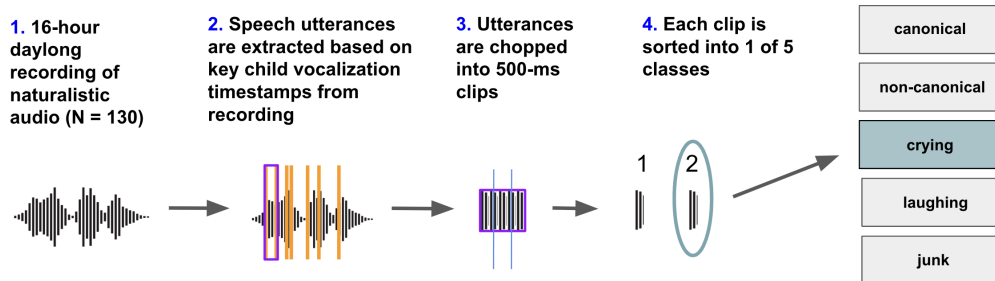 1. 16-hour
daylong
recording of
naturalistic
audio (N = 130)
2. Speech utterances
are extracted based on
key child vocalization
timestamps from
recording
3. Utterances
are chopped
into 500-ms
clips
4. Each clip is
sorted into 1 of 5
classes
1
2
canonical
non-canonical
crying
laughing
junk